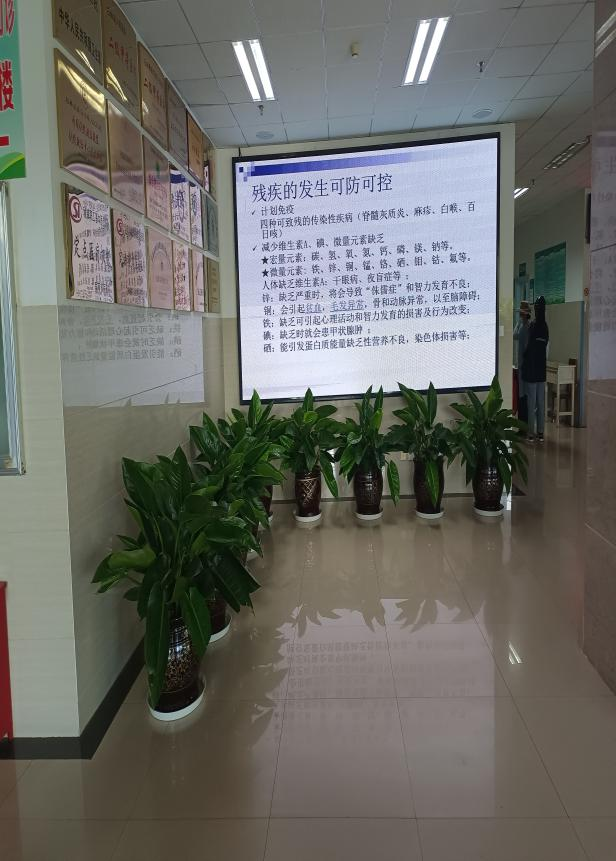 诊
楼
定点医疗机构
残疾的发生可防可控
✓ 计划免疫
四种可致残的传染性疾病（脊髓灰质炎、麻疹、白喉、百
日咳）
✓ 减少维生素A、碘、微量元素缺乏
★宏量元素：碳、氢、氧、氮、钙、磷、镁、钠等。
★微量元素：铁、锌、铜、锰、铬、硒、钼、钴、氟等。
人体缺乏维生素A：干眼病、夜盲症等；
锌：缺乏严重时，将会导致“侏儒症”和智力发育不良；
铜：会引起贫血，毛发异常，骨和动脉异常，以至脑障碍；
铁：缺乏可引起心理活动和智力发育的损害及行为改变；
碘：缺乏时就会患甲状腺肿；
硒：能引发蛋白质能量缺乏性营养不良，染色体损害等；